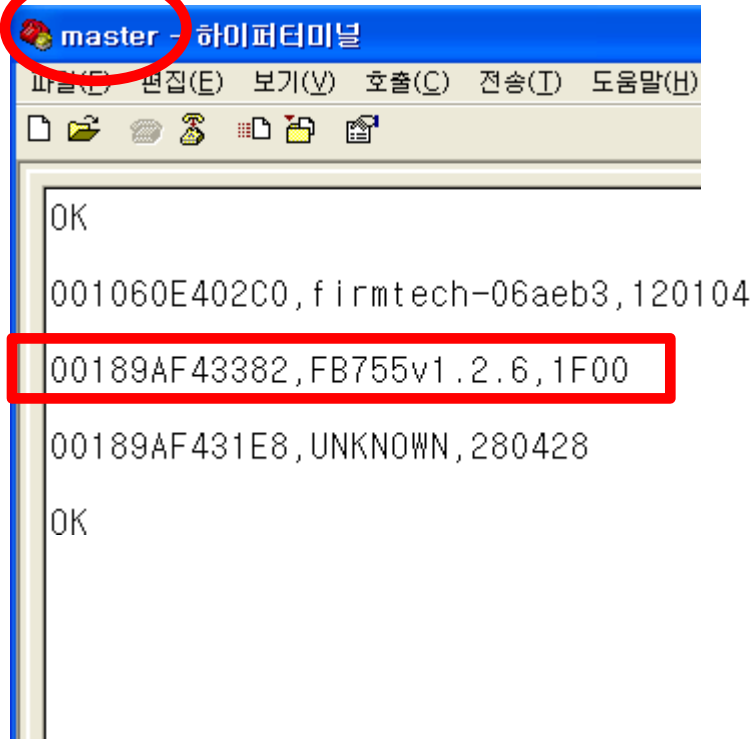 master - 하이퍼터미널
파일(F) 편집(E) 보기(V) 호출(C) 전송(T) 도움말(H)
OK
001060E402C0,firmtech-06aeb3,120104
00189AF43382,FB755v1.2.6,1F00
00189AF431E8,UNKNOWN,280428
OK